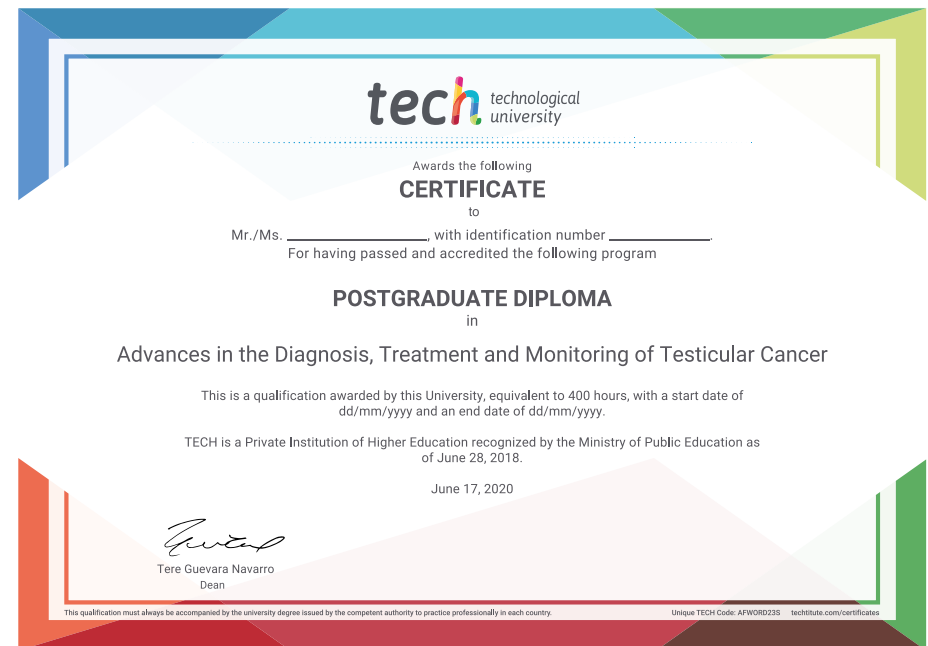 tech technological
university
Awards the following
CERTIFICATE
to
Mr./Ms. ____________, with identification number _________.
For having passed and accredited the following program
POSTGRADUATE DIPLOMA
in
Advances in the Diagnosis, Treatment and Monitoring of Testicular Cancer
This is a qualification awarded by this University, equivalent to 400 hours, with a start date of
dd/mm/yyyy and an end date of dd/mm/yyyy.
TECH is a Private Institution of Higher Education recognized by the Ministry of Public Education as
of June 28, 2018.
June 17, 2020
Tere Guevara Navarro
Dean
This qualification must always be accompanied by the university degree issued by the competent authority to practice professionally in each country. Unique TECH Code: AFWORD23S techtitute.com/certificates